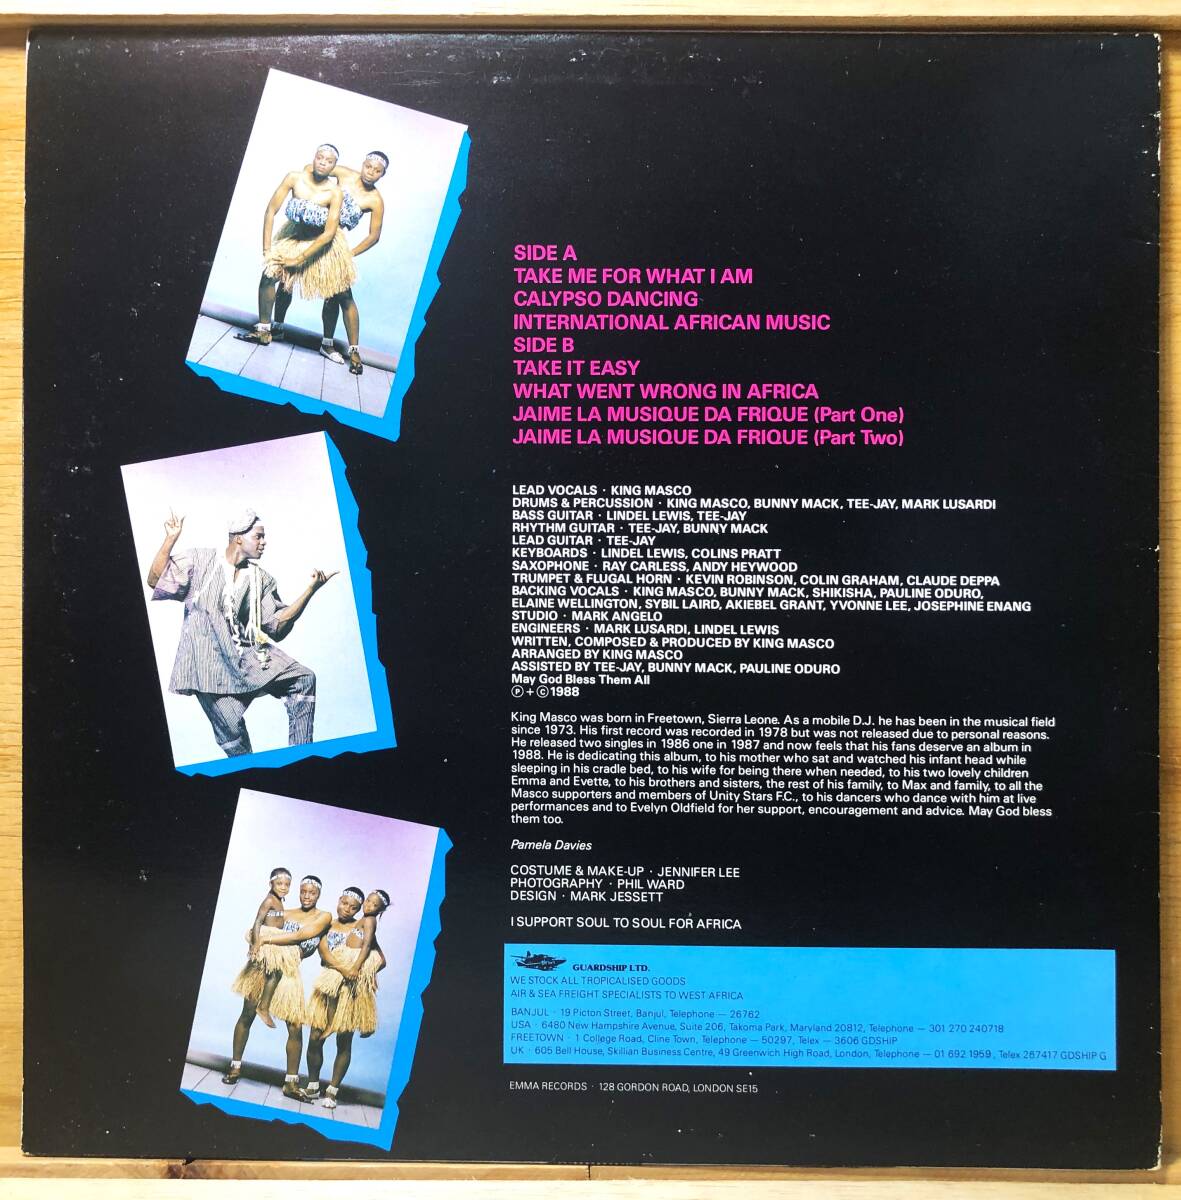 SIDE A
TAKE ME FOR WHAT I AM
CALYPSO DANCING
INTERNATIONAL AFRICAN MUSIC
SIDE B
TAKE IT EASY
WHAT WENT WRONG IN AFRICA
JAIME LA MUSIQUE DA FRIQUE (Part One)
JAIME LA MUSIQUE DA FRIQUE (Part Two)
LEAD VOCALS · KING MASCO
DRUMS & PERCUSSION · KING MASCO, BUNNY MACK, TEE-JAY, MARK LUSARDI
BASS GUITAR · LINDEL LEWIS, TEE-JAY
RHYTHM GUITAR · TEE-JAY, BUNNY MACK
LEAD GUITAR · TEE-JAY
KEYBOARDS · LINDEL LEWIS, COLINS PRATT
SAXOPHONE · RAY CARLESS, ANDY HEYWOOD
TRUMPET & FLUGAL HORN · KEVIN ROBINSON, COLIN GRAHAM, CLAUDE DEPPA
BACKING VOCALS · KING MASCO, BUNNY MACK, SHIKISHA, PAULINE ODURO,
ELAINE WELLINGTON, SYBIL LAIRD, AKIEBEL GRANT, YVONNE LEE, JOSEPHINE ENANG
STUDIO · MARK ANGELO
ENGINEERS · MARK LUSARDI, LINDEL LEWIS
WRITTEN, COMPOSED & PRODUCED BY KING MASCO
ARRANGED BY KING MASCO
ASSISTED BY TEE-JAY, BUNNY MACK, PAULINE ODURO
May God Bless Them All
Ⓟ+© 1988
King Masco was born in Freetown, Sierra Leone. As a mobile D.J. he has been in the musical field
since 1973. His first record was recorded in 1978 but was not released due to personal reasons.
He released two singles in 1986 one in 1987 and now feels that his fans deserve an album in
1988. He is dedicating this album, to his mother who sat and watched his infant head while
sleeping in his cradle bed, to his wife for being there when needed, to his two lovely children
Emma and Evette, to his brothers and sisters, the rest of his family, to Max and family, to all the
Masco supporters and members of Unity Stars F.C., to his dancers who dance with him at live
performances and to Evelyn Oldfield for her support, encouragement and advice. May God bless
them too.
Pamela Davies
COSTUME & MAKE-UP · JENNIFER LEE
PHOTOGRAPHY · PHIL WARD
DESIGN · MARK JESSETT
I SUPPORT SOUL TO SOUL FOR AFRICA
GUARDSHIP LTD.
WE STOCK ALL TROPICALISED GOODS
AIR & SEA FREIGHT SPECIALISTS TO WEST AFRICA
BANJUL · 19 Picton Street, Banjul, Telephone — 26762
USA · 6480 New Hampshire Avenue, Suite 206, Takoma Park, Maryland 20812, Telephone — 301 270 240718
FREETOWN · 1 College Road, Cline Town, Telephone — 50297, Telex — 3606 GDSHIP
UK · 605 Bell House, Skillian Business Centre, 49 Greenwich High Road, London, Telephone — 01 692 1959, Telex 267417 GDSHIP G
EMMA RECORDS · 128 GORDON ROAD, LONDON SE15